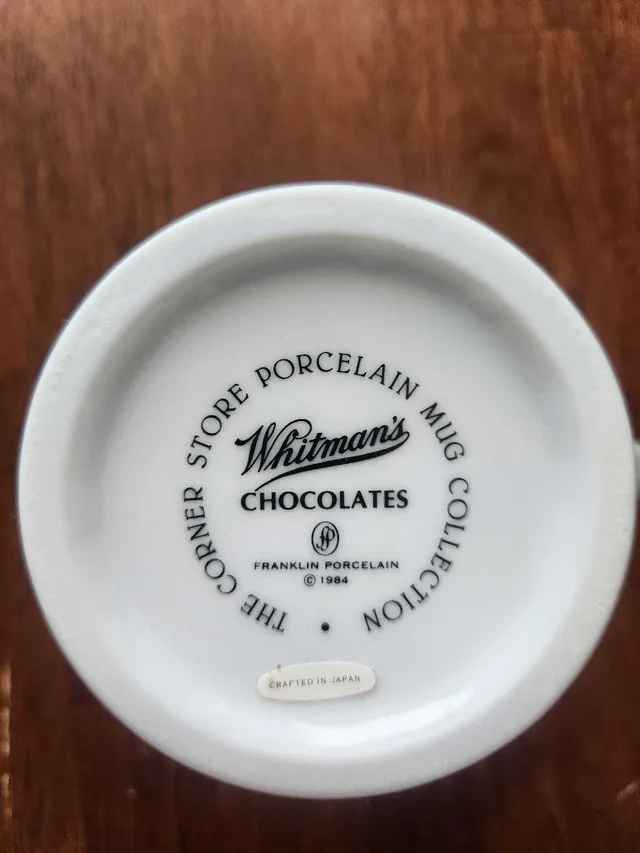 THE CORNER STORE PORCELAIN MUG COLLECTION
Whitman's
CHOCOLATES
FP
FRANKLIN PORCELAIN
© 1984
CRAFTED IN JAPAN